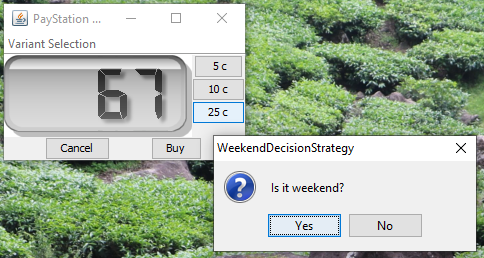 PayStation ...
Variant Selection
67
5 c
10 c
25 c
Cancel
Buy
WeekendDecisionStrategy
?
Is it weekend?
Yes
No